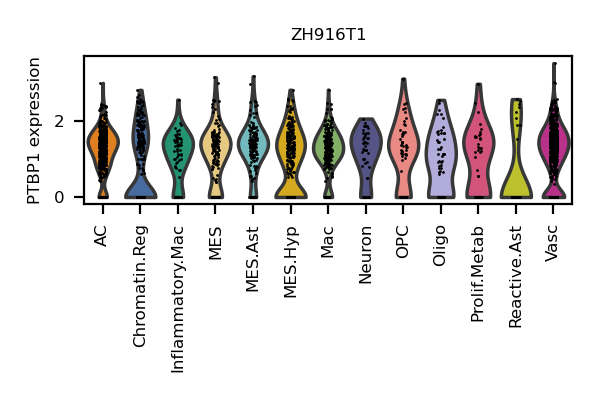 ZH916T1
PTBP1 expression
2
0
AC
Chromatin.Reg
Inflammatory.Mac
MES
MES.Ast
MES.Hyp
Mac
Neuron
OPC
Oligo
Prolif.Metab
Reactive.Ast
Vasc